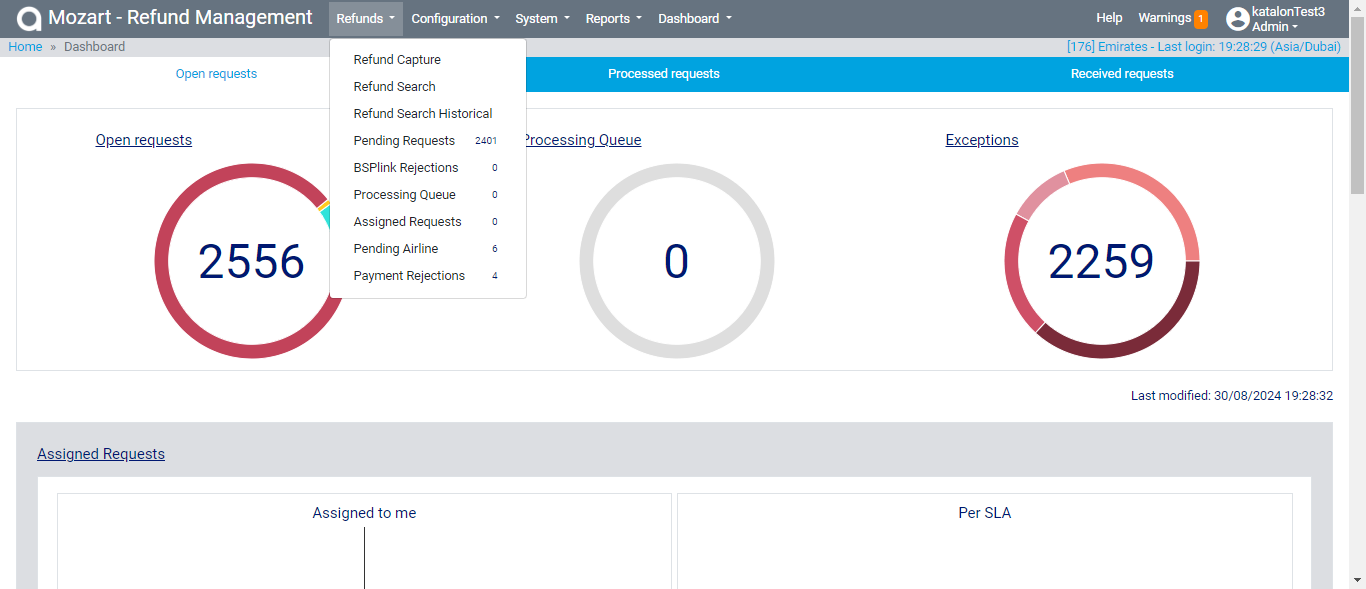 Mozart - Refund Management
Refunds
Configuration
System
Reports
Dashboard
Help
Warnings 1
katalonTest3
Admin
Home » Dashboard
[176] Emirates - Last login: 19:28:29 (Asia/Dubai)
Open requests
Processed requests
Received requests
Refund Capture
Refund Search
Refund Search Historical
Pending Requests 2401
BSPlink Rejections 0
Processing Queue 0
Assigned Requests 0
Pending Airline 6
Payment Rejections 4
Open requests
2556
Processing Queue
0
Exceptions
2259
Last modified: 30/08/2024 19:28:32
Assigned Requests
Assigned to me
Per SLA